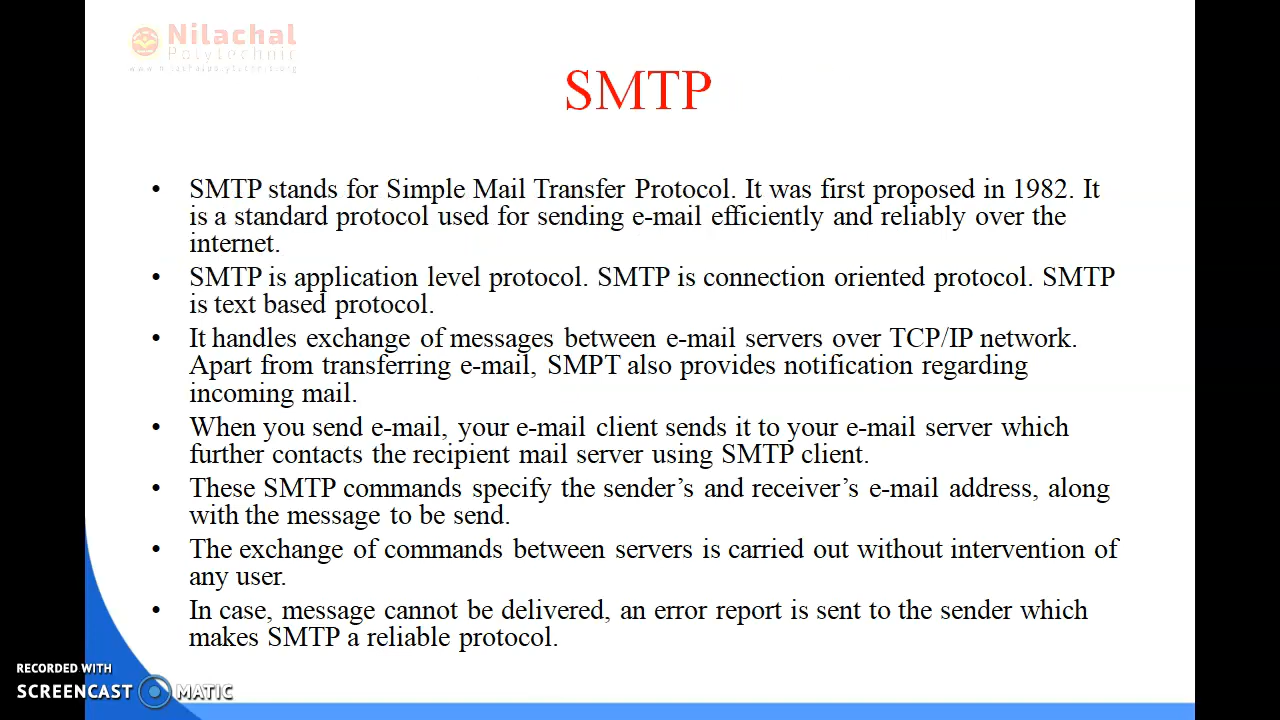 Nilachal
Polytechnic
www.nilachalpolytechnic.org
SMTP
• SMTP stands for Simple Mail Transfer Protocol. It was first proposed in 1982. It
is a standard protocol used for sending e-mail efficiently and reliably over the
internet.
• SMTP is application level protocol. SMTP is connection oriented protocol. SMTP
is text based protocol.
• It handles exchange of messages between e-mail servers over TCP/IP network.
Apart from transferring e-mail, SMPT also provides notification regarding
incoming mail.
• When you send e-mail, your e-mail client sends it to your e-mail server which
further contacts the recipient mail server using SMTP client.
• These SMTP commands specify the sender’s and receiver’s e-mail address, along
with the message to be send.
• The exchange of commands between servers is carried out without intervention of
any user.
• In case, message cannot be delivered, an error report is sent to the sender which
makes SMTP a reliable protocol.
RECORDED WITH
SCREENCAST MATIC